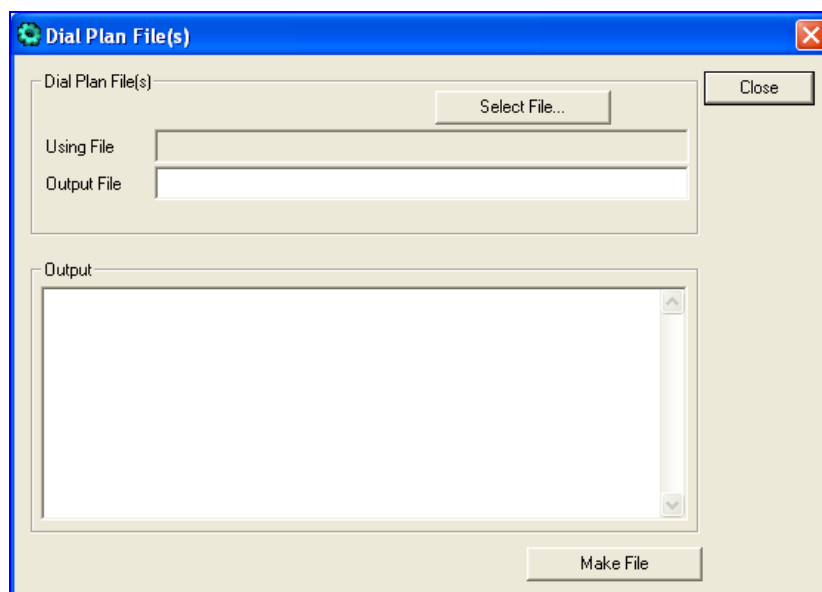 Dial Plan File(s)
Dial Plan File(s)
Select File...
Close
Using File
Output File
Output
Make File